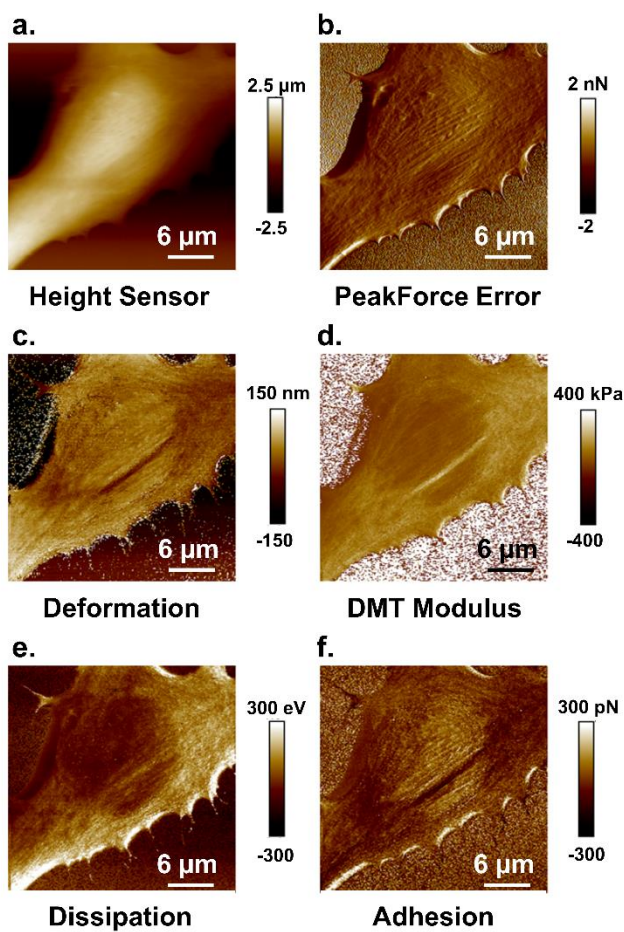 a.
b.
2.5 µm
-2.5
6 µm
2 nN
-2
6 µm
Height Sensor
PeakForce Error
c.
d.
150 nm
-150
6 µm
400 kPa
-400
6 µm
Deformation
DMT Modulus
e.
f.
300 eV
-300
6 µm
300 pN
-300
6 µm
Dissipation
Adhesion